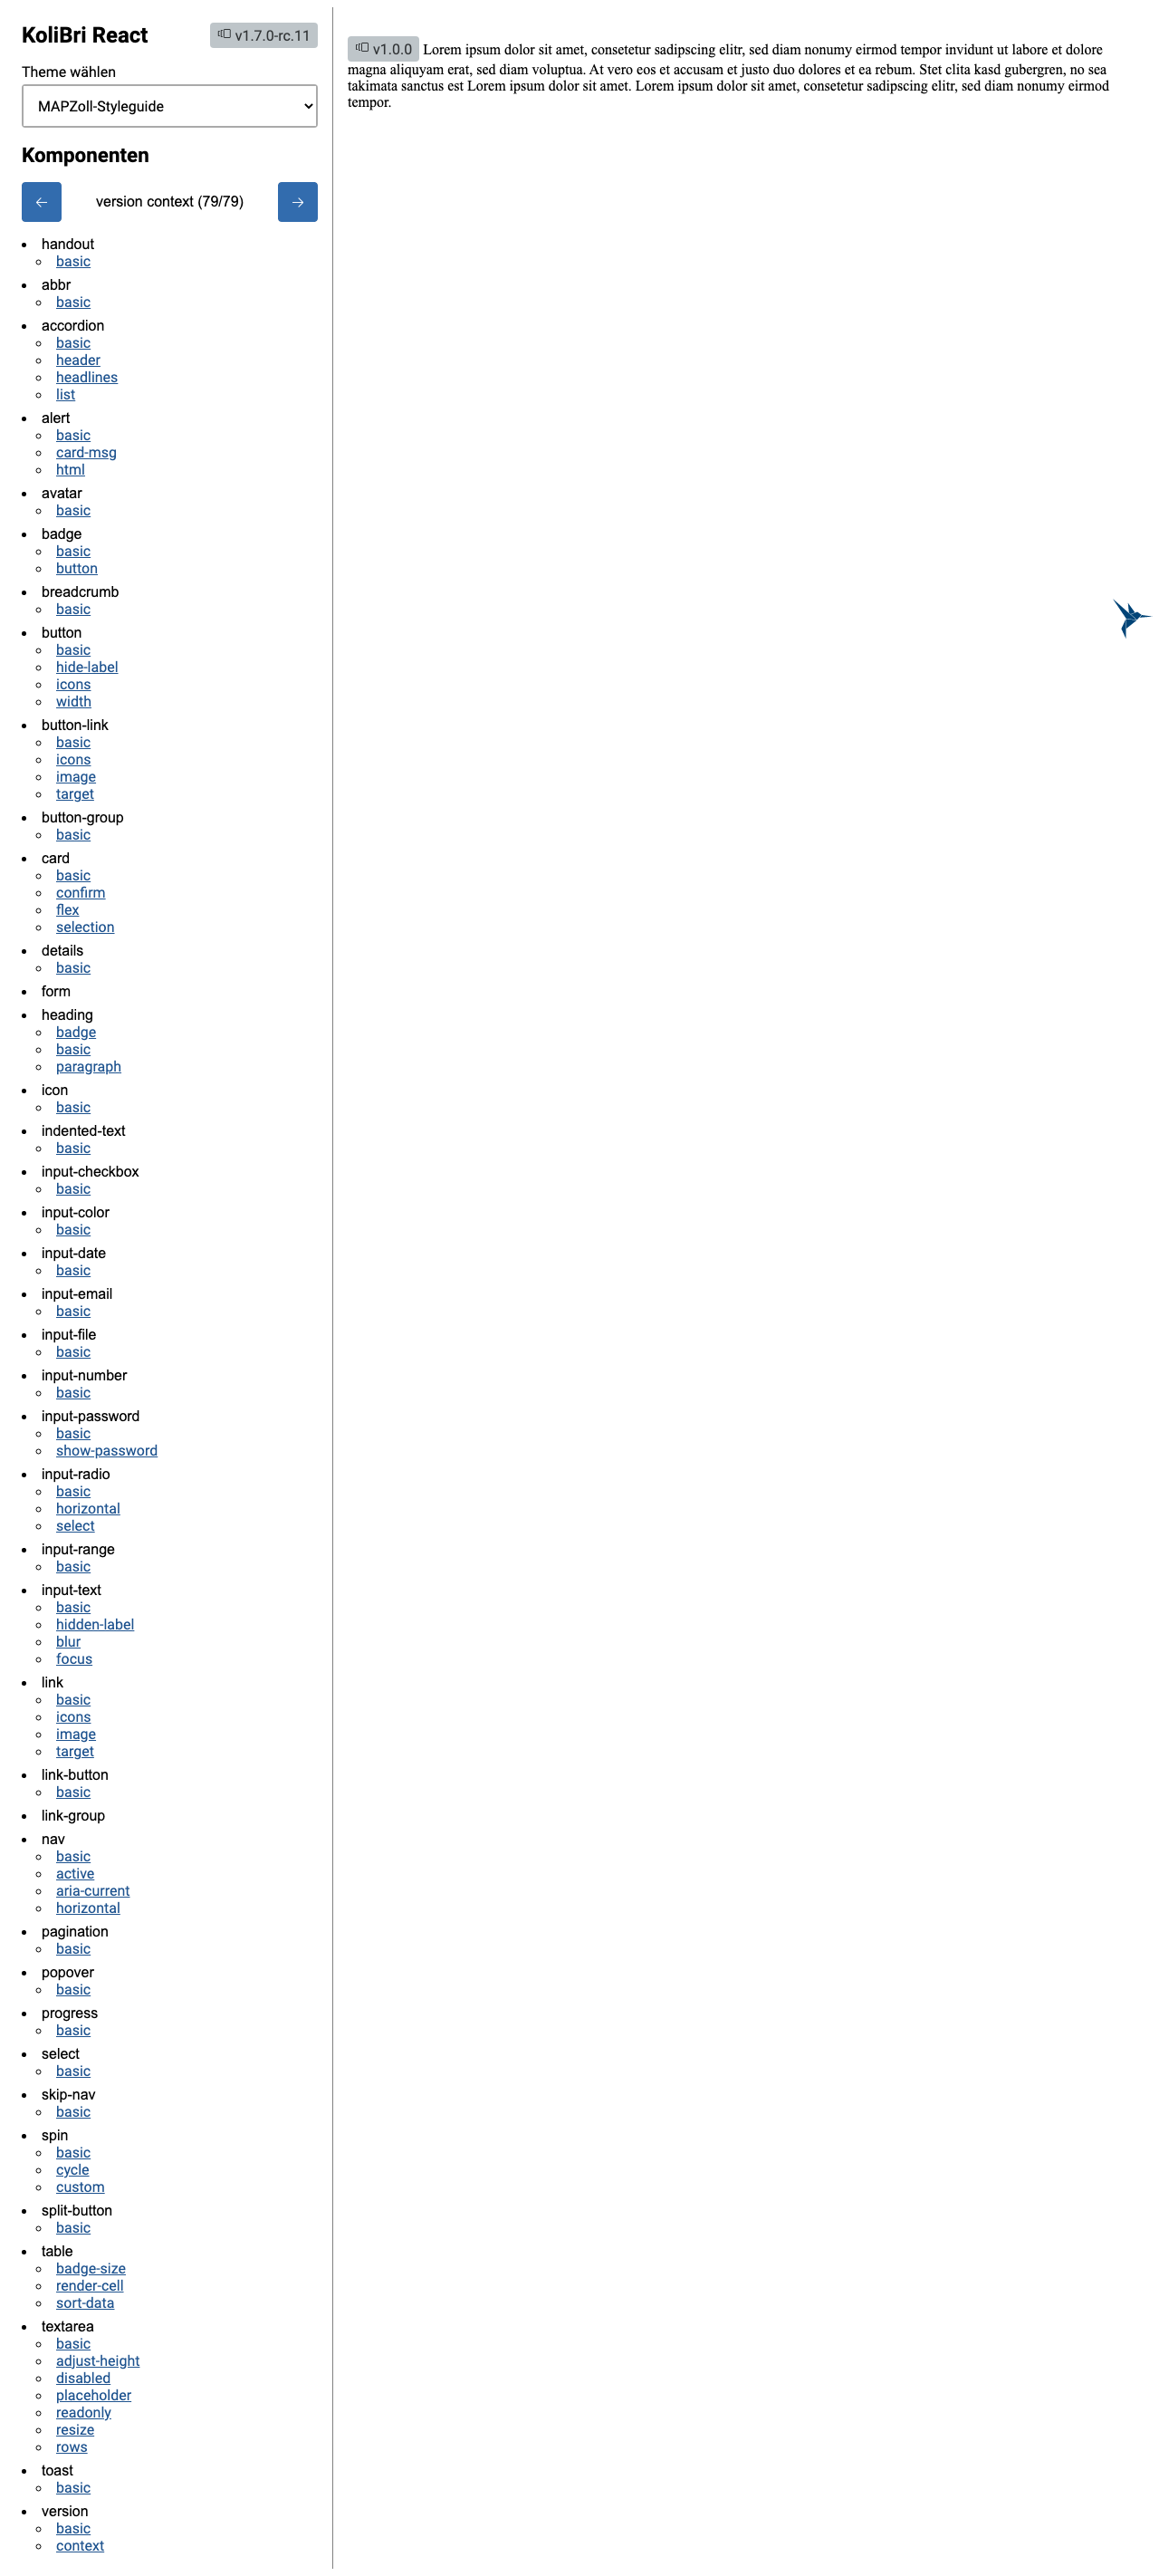 KoliBri React
v1.7.0-rc.11
Theme wählen
MAPZoll-Styleguide
Komponenten
← version context (79/79) →
handout
basic
abbr
basic
accordion
basic
header
headlines
list
alert
basic
card-msg
html
avatar
basic
badge
basic
button
breadcrumb
basic
button
basic
hide-label
icons
width
button-link
basic
icons
image
target
button-group
basic
card
basic
confirm
flex
selection
details
basic
form
heading
badge
basic
paragraph
icon
basic
indented-text
basic
input-checkbox
basic
input-color
basic
input-date
basic
input-email
basic
input-file
basic
input-number
basic
input-password
basic
show-password
input-radio
basic
horizontal
select
input-range
basic
input-text
basic
hidden-label
blur
focus
link
basic
icons
image
target
link-button
basic
link-group
nav
basic
active
aria-current
horizontal
pagination
basic
popover
basic
progress
basic
select
basic
skip-nav
basic
spin
basic
cycle
custom
split-button
basic
table
badge-size
render-cell
sort-data
textarea
basic
adjust-height
disabled
placeholder
readonly
resize
rows
toast
basic
version
basic
context
v1.0.0 Lorem ipsum dolor sit amet, consetetur sadipscing elitr, sed diam nonumy eirmod tempor invidunt ut labore et dolore
magna aliquyam erat, sed diam voluptua. At vero eos et accusam et justo duo dolores et ea rebum. Stet clita kasd gubergren, no sea
takimata sanctus est Lorem ipsum dolor sit amet. Lorem ipsum dolor sit amet, consetetur sadipscing elitr, sed diam nonumy eirmod
tempor.